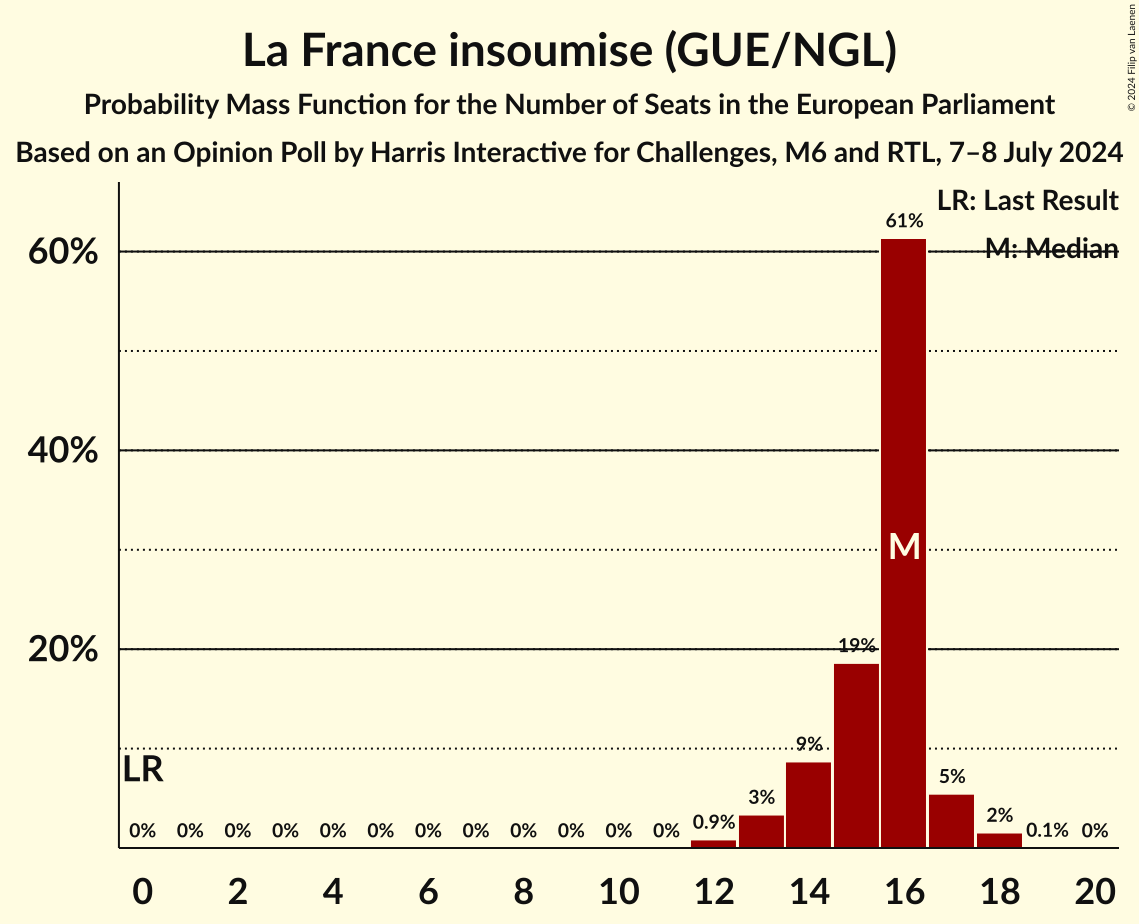 La France insoumise (GUE/NGL)
Probability Mass Function for the Number of Seats in the European Parliament
Based on an Opinion Poll by Harris Interactive for Challenges, M6 and RTL, 7–8 July 2024
© 2024 Filip van Laenen
LR: Last Result
M: Median
60%
40%
20%
61%
M
19%
9%
LR
5%
3%
2%
0.9%
0% 0% 0% 0% 0% 0% 0% 0% 0% 0% 0% 0% 0.1% 0%
0 2 4 6 8 10 12 14 16 18 20